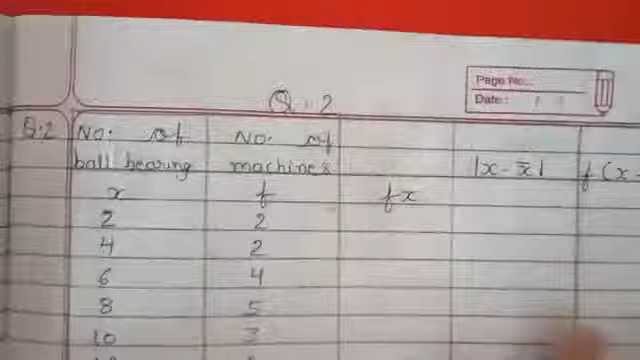 Page No.
Date:
Q. 2
Q.2 No. of No. of
ball bearing machines |x - x̄| f (x -
x f fx
2 2
4 2
6 4
8 5
10 3